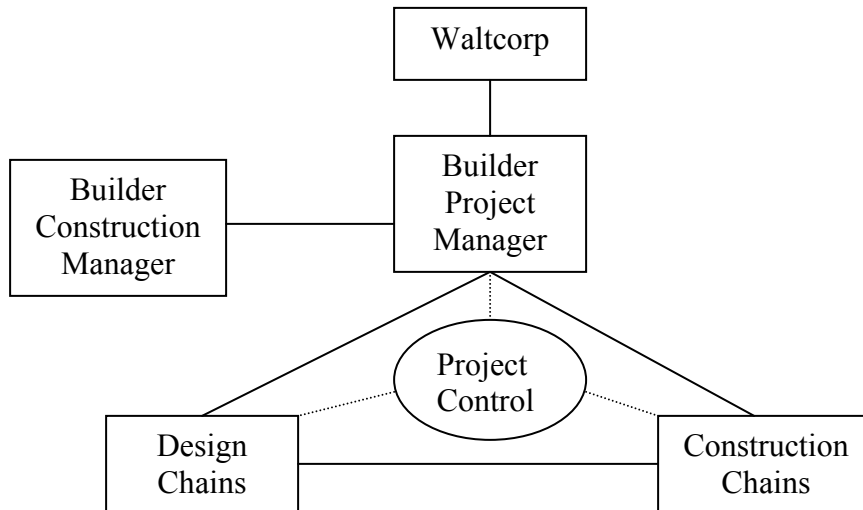 Waltcorp
Builder
Project
Manager
Builder
Construction
Manager
Project
Control
Design
Chains
Construction
Chains